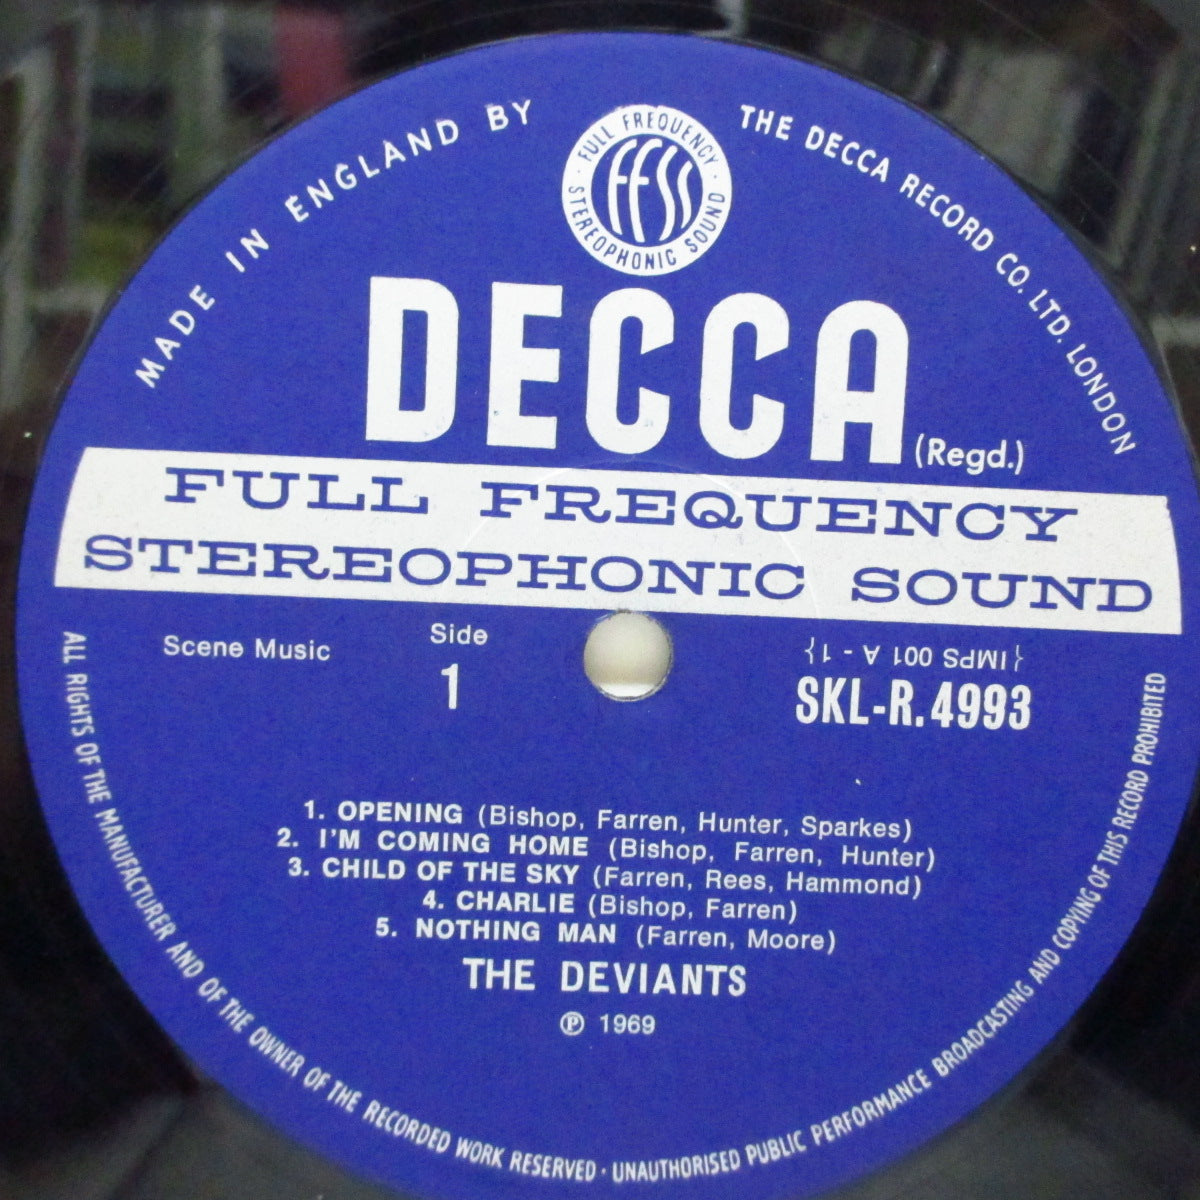 MADE IN ENGLAND BY
THE DECCA RECORD CO. LTD. LONDON
· FULL FREQUENCY ·
STEREOPHONIC SOUND
FFSS
DECCA
(Regd.)
FULL FREQUENCY
STEREOPHONIC SOUND
Scene Music
Side
1
{IMPS 001 A - 1}
SKL-R.4993
1. OPENING (Bishop, Farren, Hunter, Sparkes)
2. I'M COMING HOME (Bishop, Farren, Hunter)
3. CHILD OF THE SKY (Farren, Rees, Hammond)
4. CHARLIE (Bishop, Farren)
5. NOTHING MAN (Farren, Moore)
THE DEVIANTS
℗ 1969
ALL RIGHTS OF THE MANUFACTURER AND OF THE OWNER OF THE RECORDED WORK RESERVED · UNAUTHORISED PUBLIC PERFORMANCE BROADCASTING AND COPYING OF THIS RECORD PROHIBITED